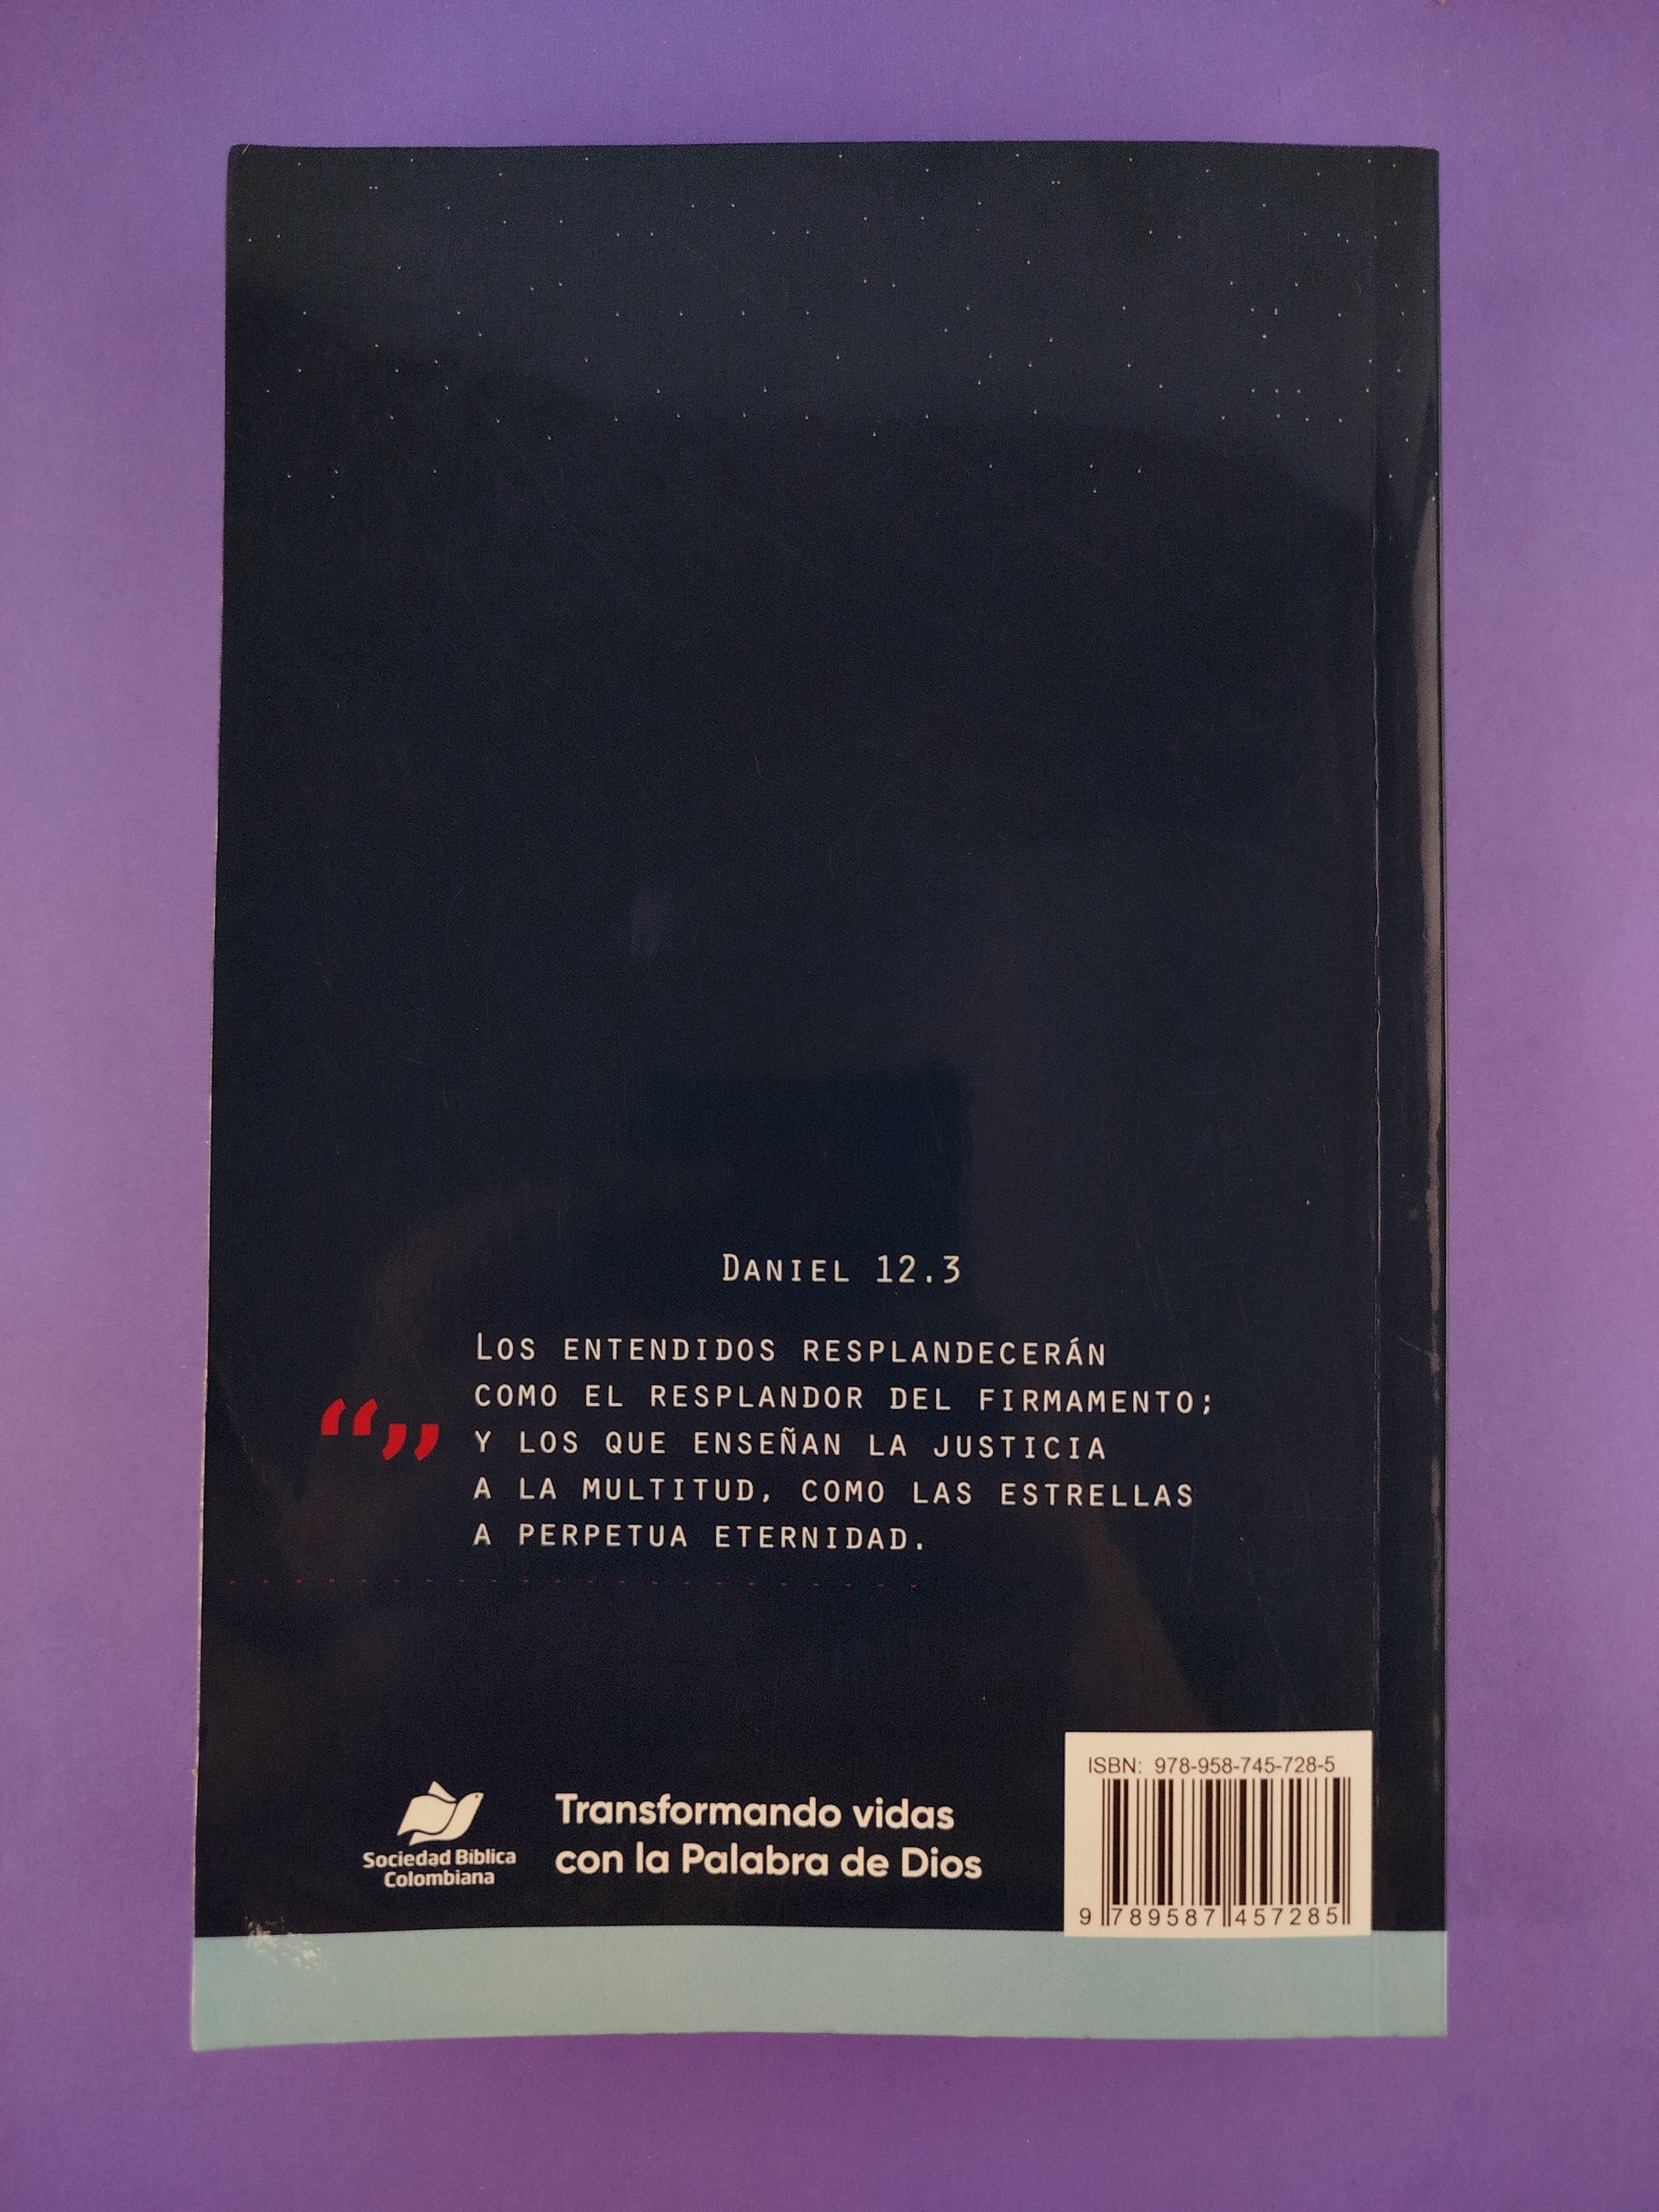 DANIEL 12.3
LOS ENTENDIDOS RESPLANDECERÁN
COMO EL RESPLANDOR DEL FIRMAMENTO;
“„ Y LOS QUE ENSEÑAN LA JUSTICIA
A LA MULTITUD, COMO LAS ESTRELLAS
A PERPETUA ETERNIDAD.
Sociedad Bíblica
Colombiana
Transformando vidas
con la Palabra de Dios
ISBN: 978-958-745-728-5
9 789587 457285